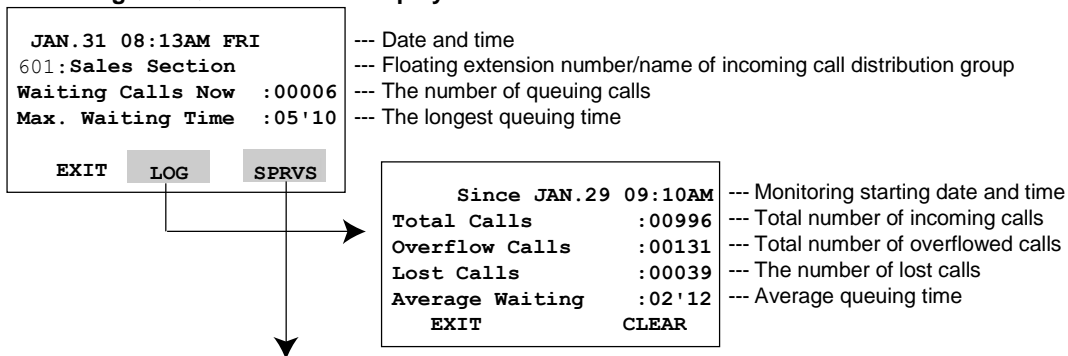 JAN.31 08:13AM FRI --- Date and time
601:Sales Section --- Floating extension number/name of incoming call distribution group
Waiting Calls Now :00006 --- The number of queuing calls
Max. Waiting Time :05'10 --- The longest queuing time
EXIT LOG SPRVS
Since JAN.29 09:10AM --- Monitoring starting date and time
Total Calls :00996 --- Total number of incoming calls
Overflow Calls :00131 --- Total number of overflowed calls
Lost Calls :00039 --- The number of lost calls
Average Waiting :02'12 --- Average queuing time
EXIT CLEAR